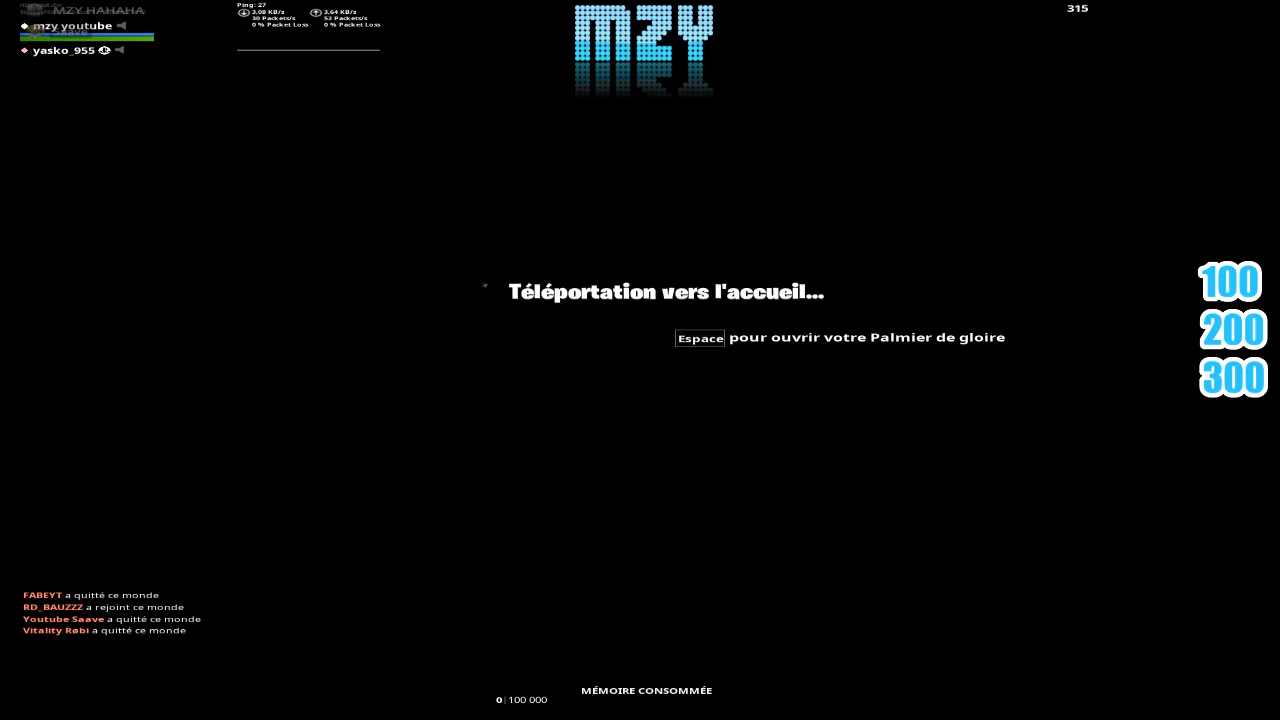 MZY HAHAHA
mzy youtube
Saave
yasko_955
Ping: 27
3,08 KB/s
30 Packets/s
0 % Packet Loss
3,64 KB/s
52 Packets/s
0 % Packet Loss
MZY
315
Téléportation vers l'accueil...
Espace pour ouvrir votre Palmier de gloire
100
200
300
FABEYT a quitté ce monde
RD_BAUZZZ a rejoint ce monde
Youtube Saave a quitté ce monde
Vitality Røbi a quitté ce monde
MÉMOIRE CONSOMMÉE
0 | 100 000